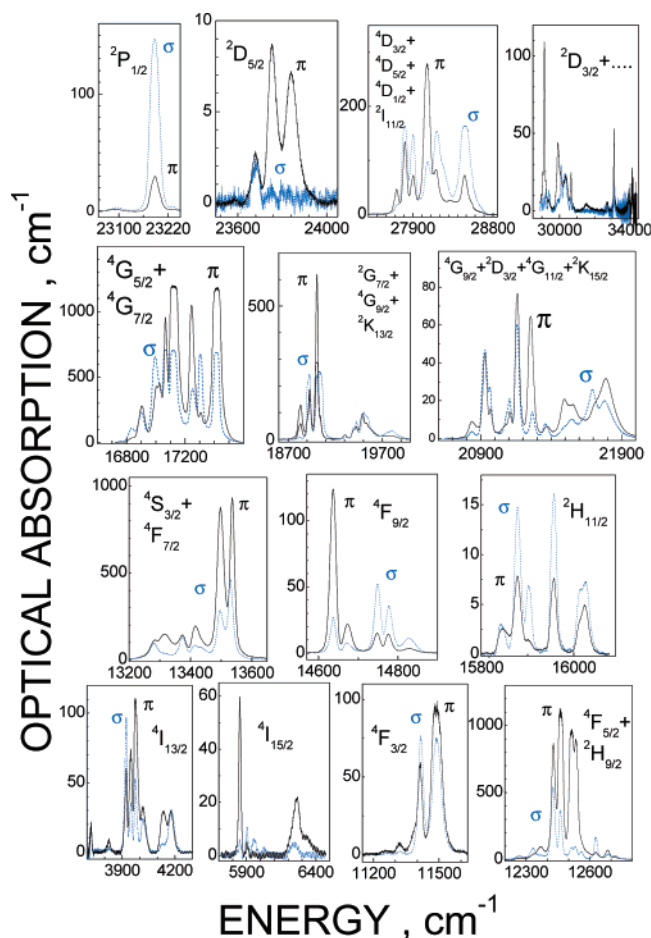 OPTICAL ABSORPTION , cm⁻¹
²P₁/₂
σ
π
100
50
0
23100
23220
²D₅/₂
π
σ
10
8
6
4
2
0
23600
24000
⁴D₃/₂ +
⁴D₅/₂ +
⁴D₁/₂ +
²I₁₁/₂
π
σ
200
0
27900
28800
²D₃/₂+....
100
50
0
30000
34000
⁴G₅/₂ +
⁴G₇/₂
π
σ
1000
500
0
16800
17200
π
σ
²G₇/₂+
⁴G₉/₂+
²K₁₃/₂
500
0
18700
19700
⁴G₉/₂+²D₃/₂+⁴G₁₁/₂+²K₁₅/₂
π
σ
80
60
40
20
0
20900
21900
⁴S₃/₂+
⁴F₇/₂
π
σ
1000
500
0
13200
13400
13600
π
⁴F₉/₂
σ
100
50
0
14600
14800
σ
π
²H₁₁/₂
15
10
5
0
15800
16000
σ
π
⁴I₁₃/₂
100
50
0
3900
4200
⁴I₁₅/₂
60
40
20
0
5900
6400
⁴F₃/₂
σ
π
100
50
0
11200
11500
π
σ
⁴F₅/₂+
²H₉/₂
1000
500
0
12300
12600
ENERGY , cm⁻¹